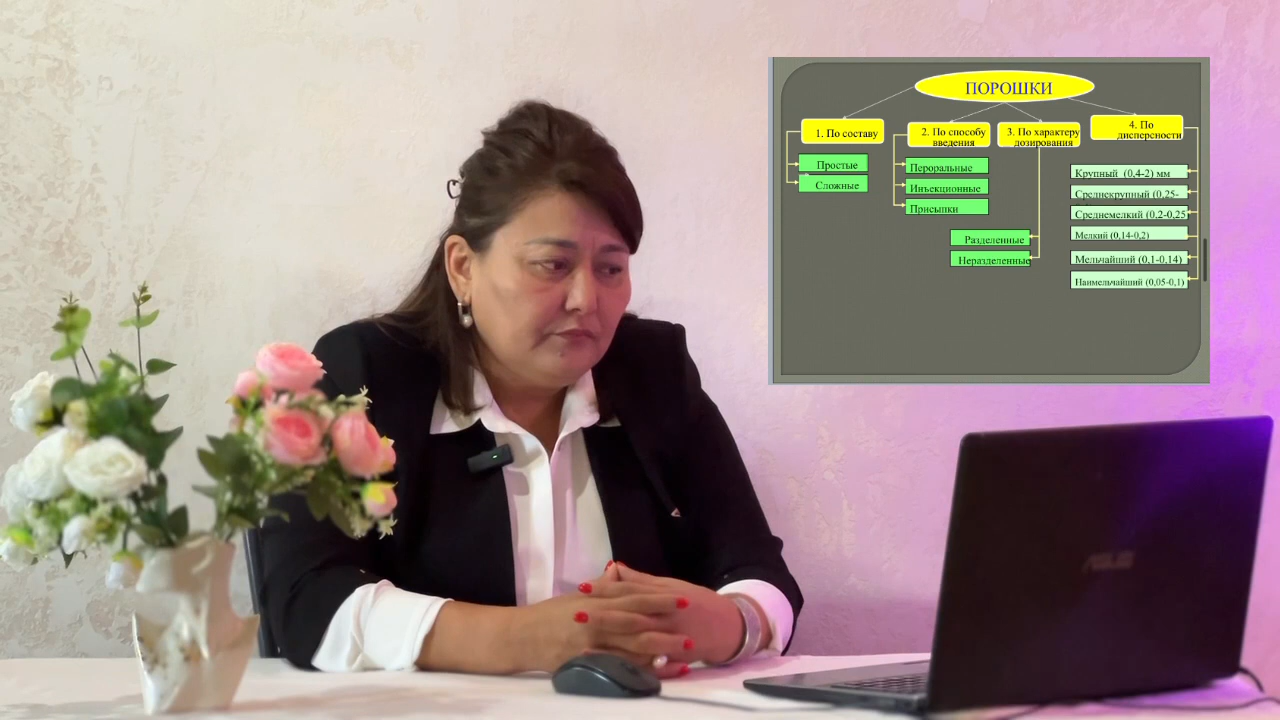 ПОРОШКИ
1. По составу
Простые
Сложные
2. По способу
введения
Пероральные
Инъекционные
Присыпки
3. По характеру
дозирования
Разделенные
Неразделенные
4. По
дисперсности
Крупный (0,4-2) мм
Среднекрупный (0,25-
Среднемелкий (0,2-0,25
Мелкий (0,14-0,2)
Мельчайший (0,1-0.14)
Наимельчайший (0,05-0,1)
ASUS